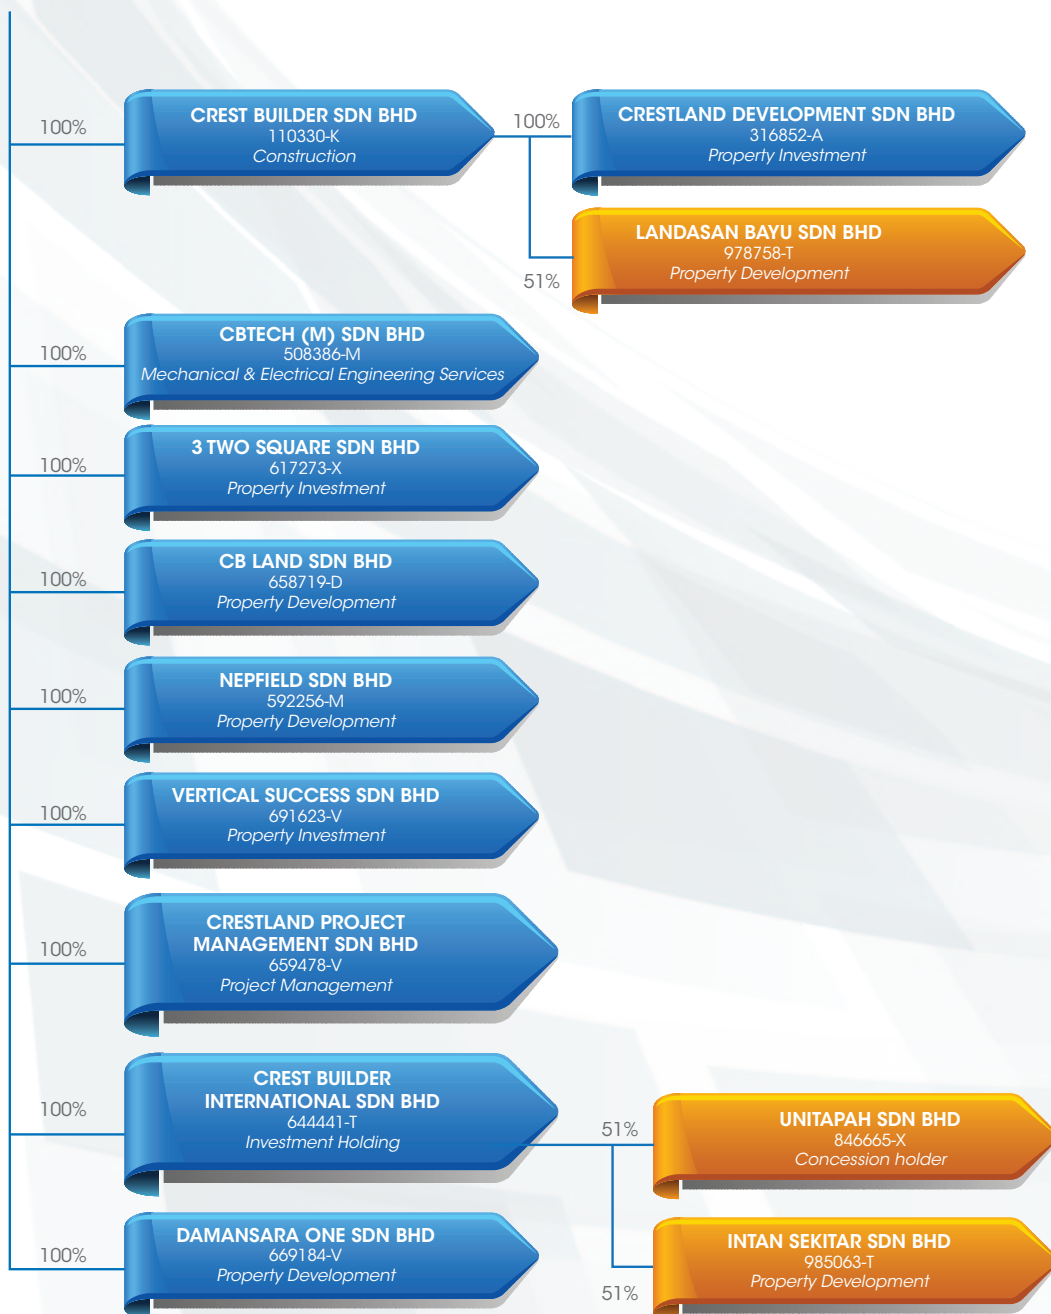 100%
CREST BUILDER SDN BHD
110330-K
Construction
100%
CRESTLAND DEVELOPMENT SDN BHD
316852-A
Property Investment
51%
LANDASAN BAYU SDN BHD
978758-T
Property Development
100%
CBTECH (M) SDN BHD
508386-M
Mechanical & Electrical Engineering Services
100%
3 TWO SQUARE SDN BHD
617273-X
Property Investment
100%
CB LAND SDN BHD
658719-D
Property Development
100%
NEPFIELD SDN BHD
592256-M
Property Development
100%
VERTICAL SUCCESS SDN BHD
691623-V
Property Investment
100%
CRESTLAND PROJECT
MANAGEMENT SDN BHD
659478-V
Project Management
100%
CREST BUILDER
INTERNATIONAL SDN BHD
644441-T
Investment Holding
51%
UNITAPAH SDN BHD
846665-X
Concession holder
51%
INTAN SEKITAR SDN BHD
985063-T
Property Development
100%
DAMANSARA ONE SDN BHD
669184-V
Property Development